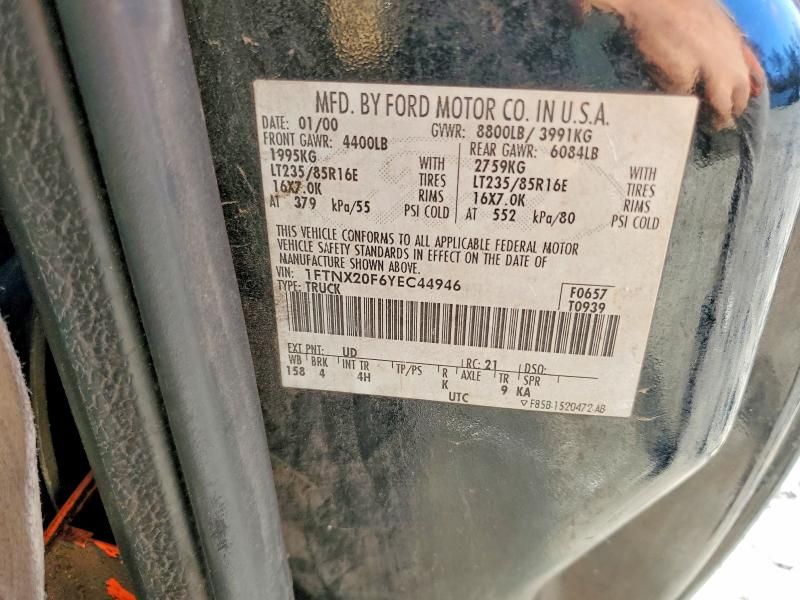 MFD. BY FORD MOTOR CO. IN U.S.A.
DATE: 01/00 GVWR: 8800LB/ 3991KG
FRONT GAWR: 4400LB REAR GAWR: 6084LB
1995KG WITH 2759KG WITH
LT235/85R16E TIRES LT235/85R16E TIRES
16X7.0K RIMS 16X7.0K RIMS
AT 379 kPa/55 PSI COLD AT 552 kPa/80 PSI COLD
THIS VEHICLE CONFORMS TO ALL APPLICABLE FEDERAL MOTOR
VEHICLE SAFETY STANDARDS IN EFFECT ON THE DATE OF
MANUFACTURE SHOWN ABOVE.
VIN: 1FTNX20F6YEC44946
TYPE: TRUCK
F0657
T0939
EXT PNT: UD RC: 21 DSO:
WB BRK INT TR TP/PS R AXLE TR SPR
158 4 4H K 9 KA
UTC
▽ F85B-1520472-AB